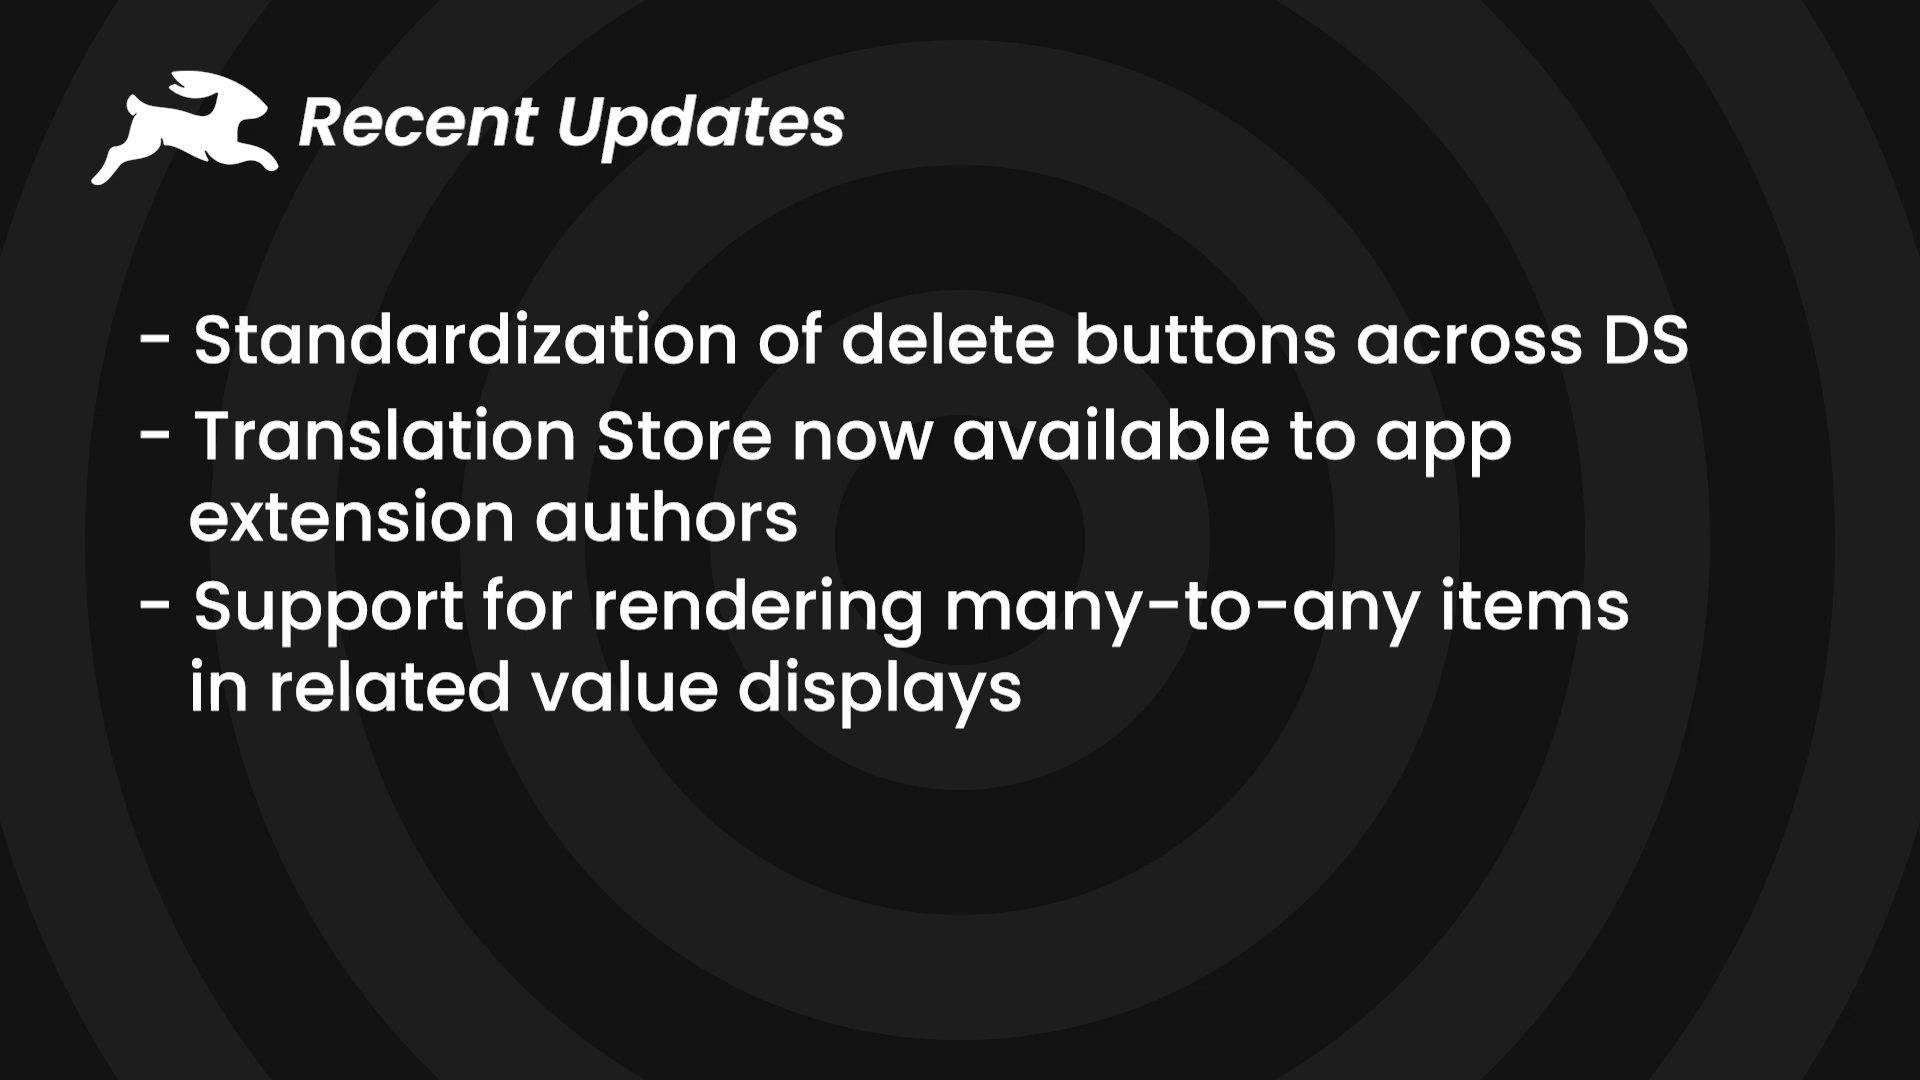 Recent Updates
- Standardization of delete buttons across DS
- Translation Store now available to app
extension authors
- Support for rendering many-to-any items
in related value displays